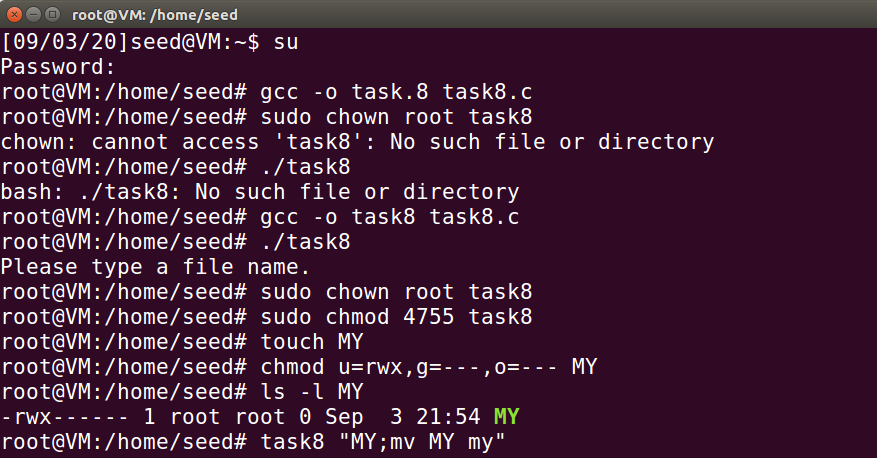 root@VM: /home/seed
[09/03/20]seed@VM:~$ su
Password:
root@VM:/home/seed# gcc -o task.8 task8.c
root@VM:/home/seed# sudo chown root task8
chown: cannot access 'task8': No such file or directory
root@VM:/home/seed# ./task8
bash: ./task8: No such file or directory
root@VM:/home/seed# gcc -o task8 task8.c
root@VM:/home/seed# ./task8
Please type a file name.
root@VM:/home/seed# sudo chown root task8
root@VM:/home/seed# sudo chmod 4755 task8
root@VM:/home/seed# touch MY
root@VM:/home/seed# chmod u=rwx,g=---,o=--- MY
root@VM:/home/seed# ls -l MY
-rwx------ 1 root root 0 Sep  3 21:54 MY
root@VM:/home/seed# task8 "MY;mv MY my"